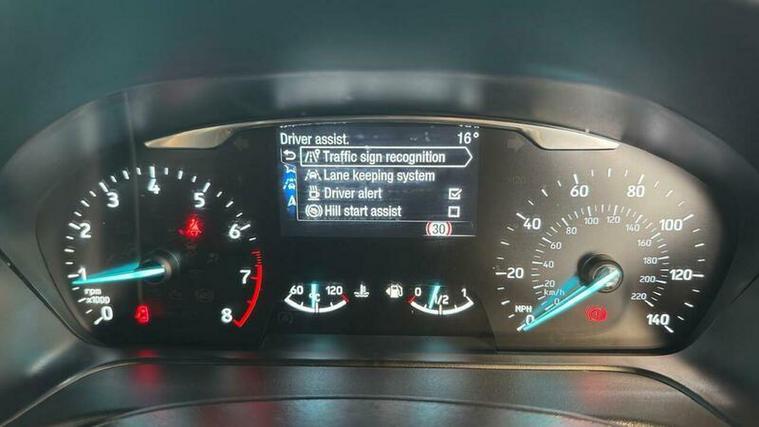 Driver assist. 16°
Traffic sign recognition
Lane keeping system
Driver alert
Hill start assist
30
0 1 2 3 4 5 6 7 8
rpm
x1000
60 °C 120
0 1/2 1
0 20 40 60 80 100 120 140
MPH
0 20 40 60 80 100 120 140 160 180 200 220
km/h